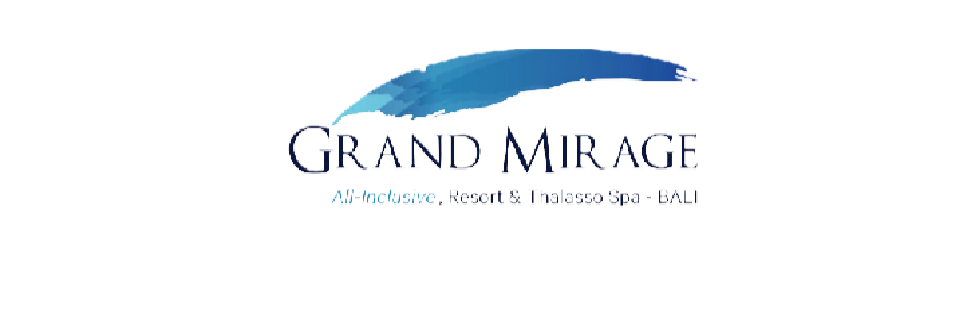 GRAND MIRAGE
All-Inclusive, Resort & Thalasso Spa - BALI